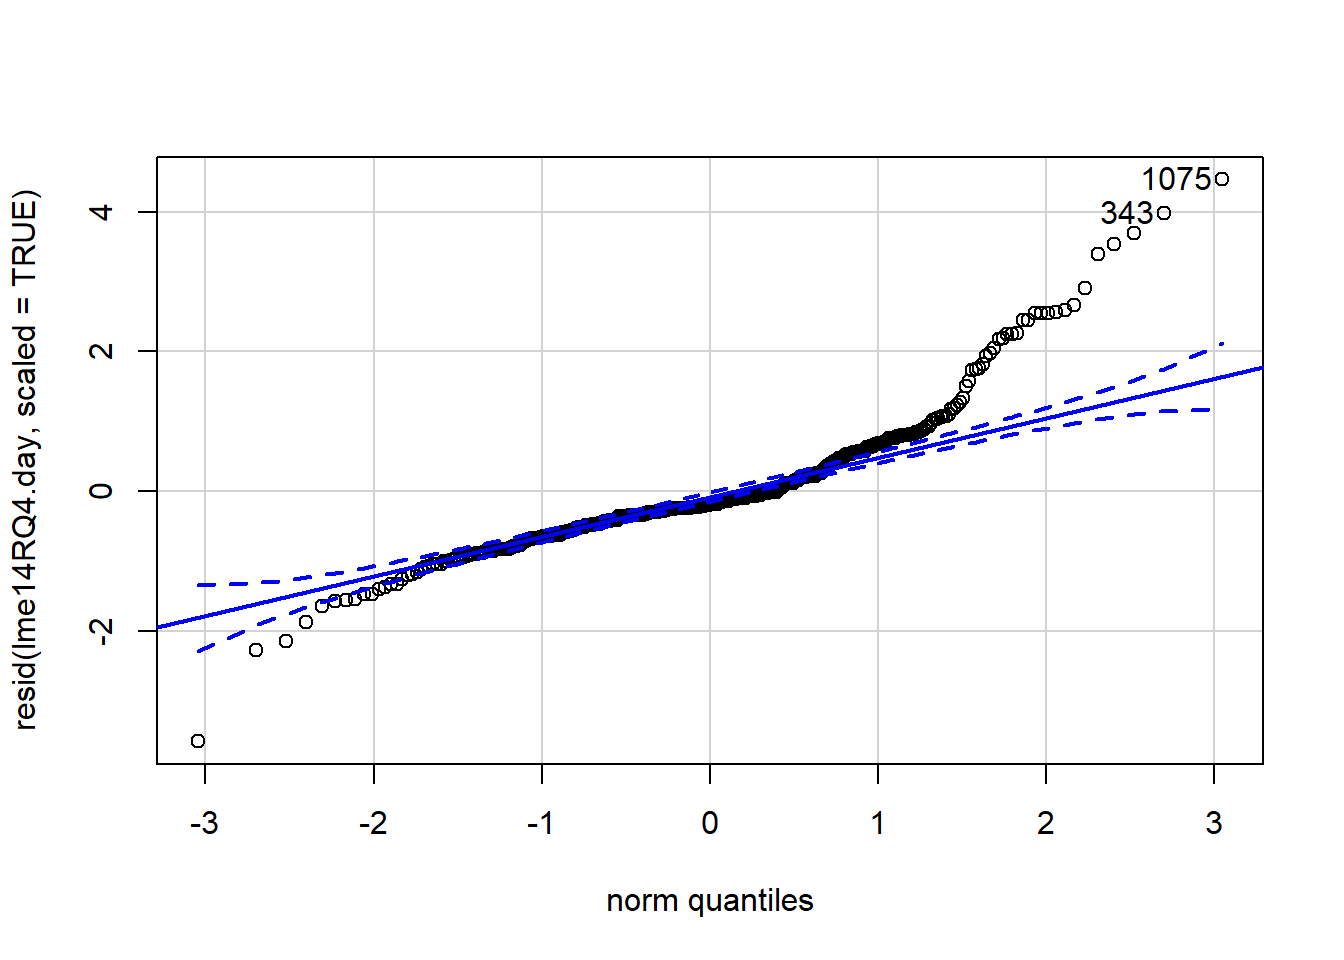 resid(lme14RQ4.day, scaled = TRUE)
4
2
0
-2
1075
343
-3 -2 -1 0 1 2 3
norm quantiles